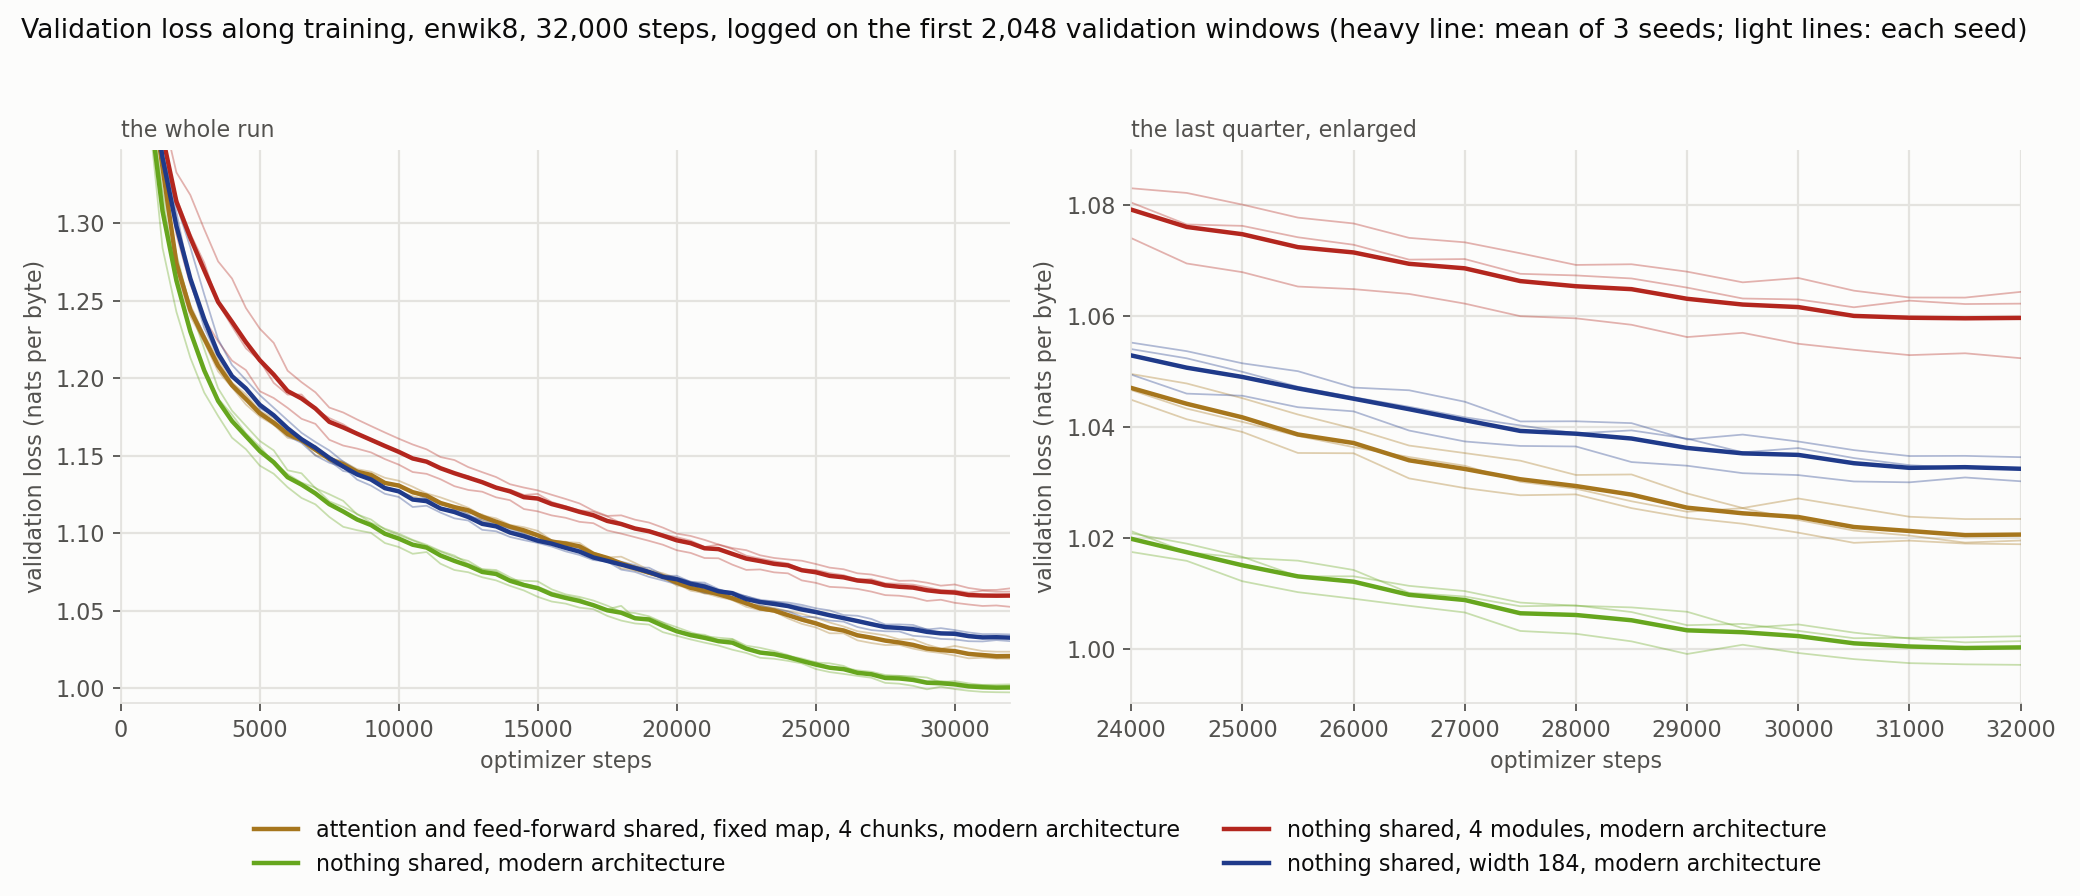 Validation loss along training, enwik8, 32,000 steps, logged on the first 2,048 validation windows (heavy line: mean of 3 seeds; light lines: each seed)
the whole run
validation loss (nats per byte)
1.30
1.25
1.20
1.15
1.10
1.05
1.00
0
5000
10000
15000
20000
25000
30000
optimizer steps
the last quarter, enlarged
validation loss (nats per byte)
1.08
1.06
1.04
1.02
1.00
24000
25000
26000
27000
28000
29000
30000
31000
32000
optimizer steps
attention and feed-forward shared, fixed map, 4 chunks, modern architecture
nothing shared, modern architecture
nothing shared, 4 modules, modern architecture
nothing shared, width 184, modern architecture